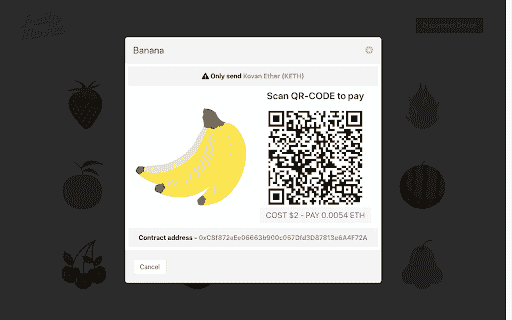 Banana
Only send Kovan Ether (KETH)
Scan QR-CODE to pay
COST $2 - PAY 0.0054 ETH
Contract address -
Cancel